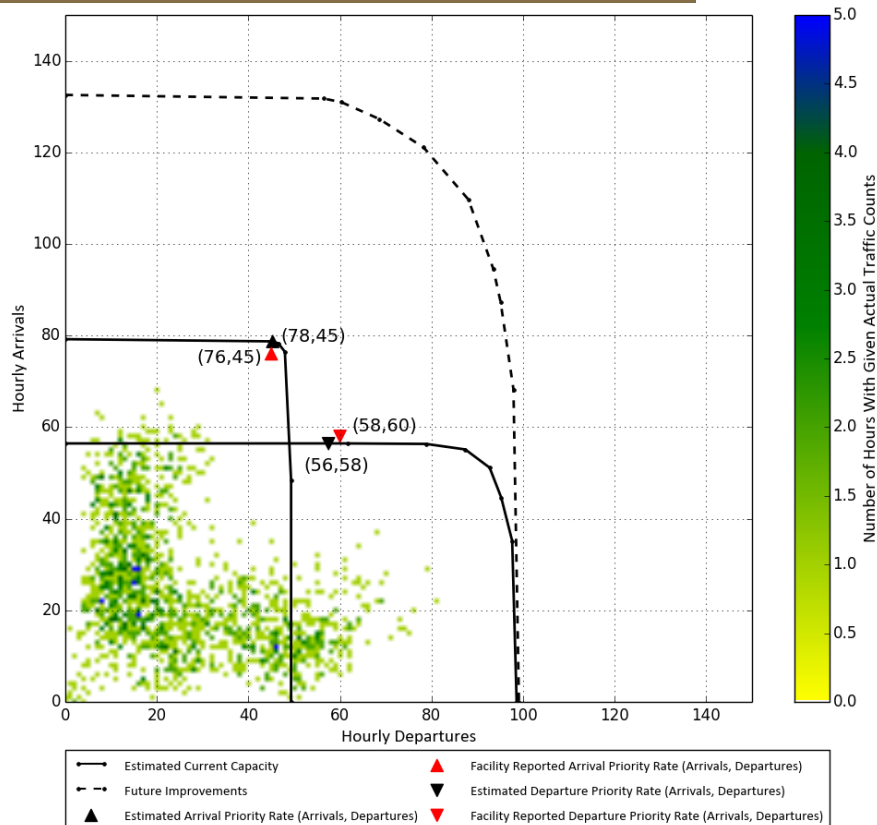 140
120
100
80
60
40
20
0
Hourly Arrivals
(78,45)
(76,45)
(58,60)
(56,58)
0 20 40 60 80 100 120 140
Hourly Departures
5.0
4.5
4.0
3.5
3.0
2.5
2.0
1.5
1.0
0.5
0.0
Number of Hours With Given Actual Traffic Counts
Estimated Current Capacity
Future Improvements
Estimated Arrival Priority Rate (Arrivals, Departures)
Facility Reported Arrival Priority Rate (Arrivals, Departures)
Estimated Departure Priority Rate (Arrivals, Departures)
Facility Reported Departure Priority Rate (Arrivals, Departures)